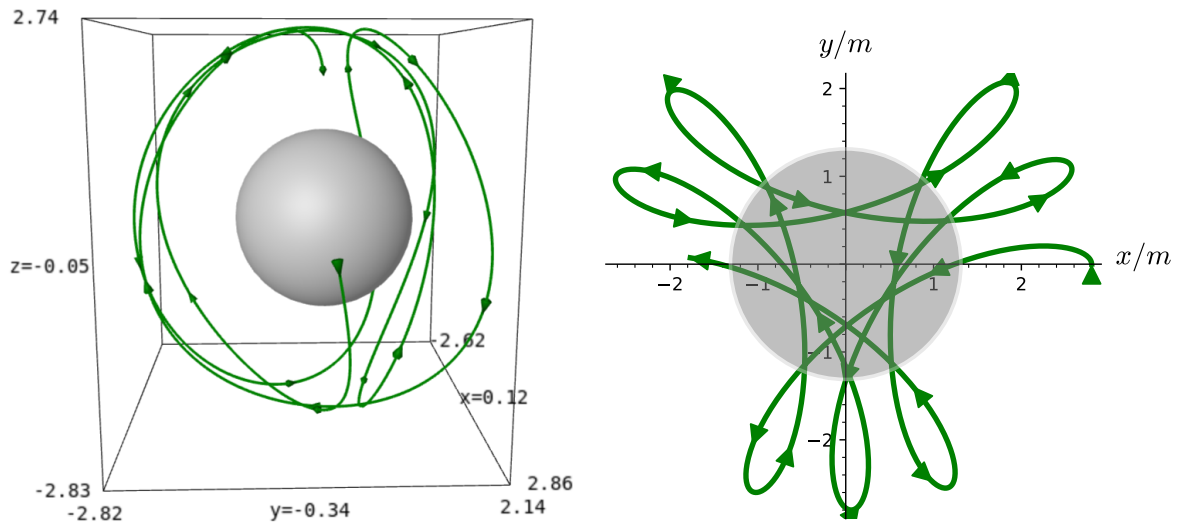 2.74
z=-0.05
-2.62
x=0.12
-2.83
2.86
-2.82
y=-0.34
2.14
y/m
2
1
x/m
−2
−1
1
2
−1
−2